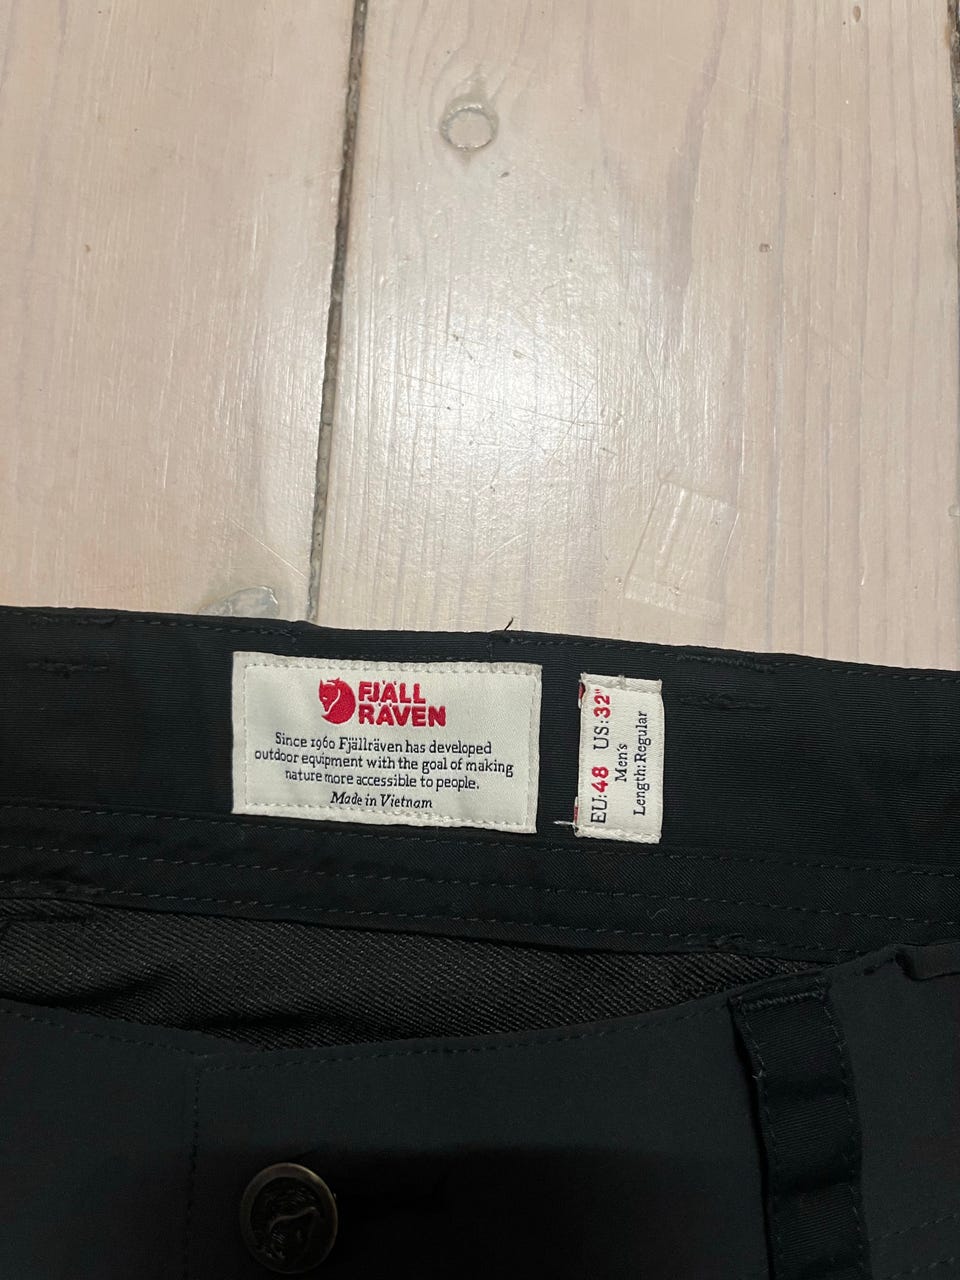 FJÄLL
RÄVEN
Since 1960 Fjällräven has developed
outdoor equipment with the goal of making
nature more accessible to people.
Made in Vietnam
EU:48 US:32"
Men's
Length:Regular